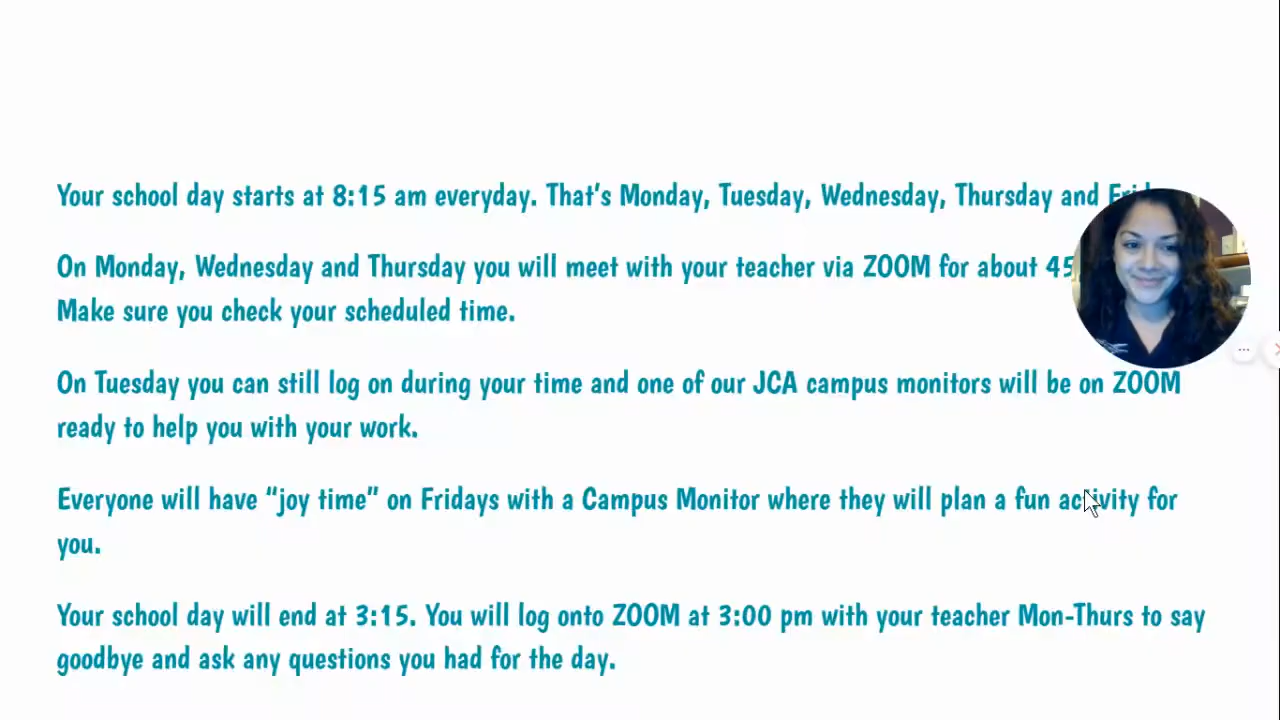 Your school day starts at 8:15 am everyday. That's Monday, Tuesday, Wednesday, Thursday and
On Monday, Wednesday and Thursday you will meet with your teacher via ZOOM for about 45
Make sure you check your scheduled time.
On Tuesday you can still log on during your time and one of our JCA campus monitors will be on ZOOM
ready to help you with your work.
Everyone will have “joy time” on Fridays with a Campus Monitor where they will plan a fun activity for
you.
Your school day will end at 3:15. You will log onto ZOOM at 3:00 pm with your teacher Mon-Thurs to say
goodbye and ask any questions you had for the day.